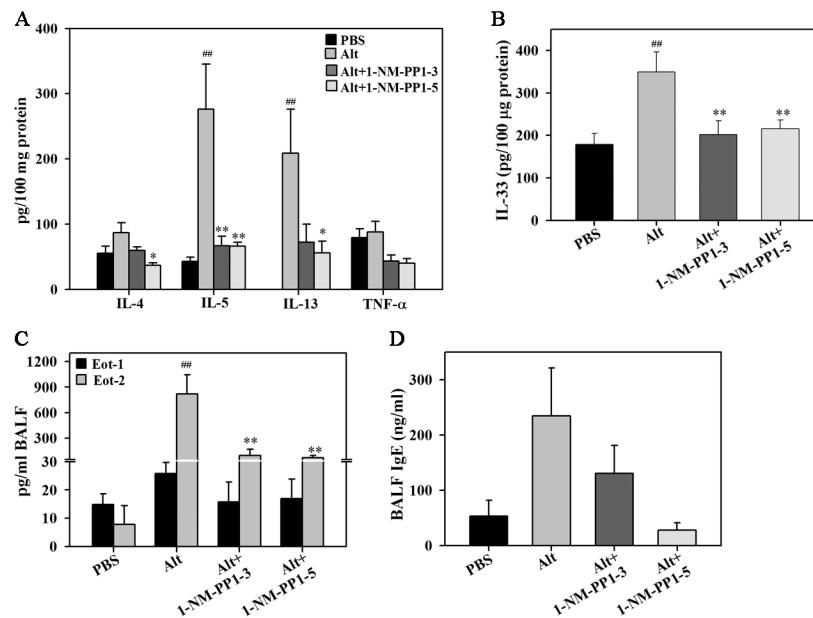 A
400
300
200
100
0
pg/100 mg protein
PBS
Alt
Alt+1-NM-PP1-3
Alt+1-NM-PP1-5
##
##
** **
*
*
IL-4 IL-5 IL-13 TNF-α
B
400
300
200
100
0
IL-33 (pg/100 μg protein)
##
** **
PBS
Alt
Alt+
1-NM-PP1-3
Alt+
1-NM-PP1-5
C
1200
900
600
300
30
20
10
0
pg/ml BALF
Eot-1
Eot-2
##
**
**
PBS
Alt
Alt+
1-NM-PP1-3
Alt+
1-NM-PP1-5
D
300
200
100
0
BALF IgE (ng/ml)
PBS
Alt
Alt+
1-NM-PP1-3
Alt+
1-NM-PP1-5